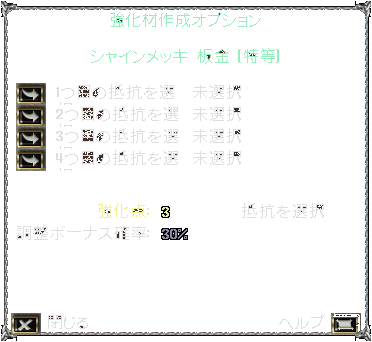 強化材作成オプション
シャインメッキ 板金 (特等)
1つ目の抵抗を選 未選択
2つ目の抵抗を選 未選択
3つ目の抵抗を選 未選択
4つ目の抵抗を選 未選択
強化点: 3 抵抗を選択
調整ボーナス確率: 30%
閉じる ヘルプ